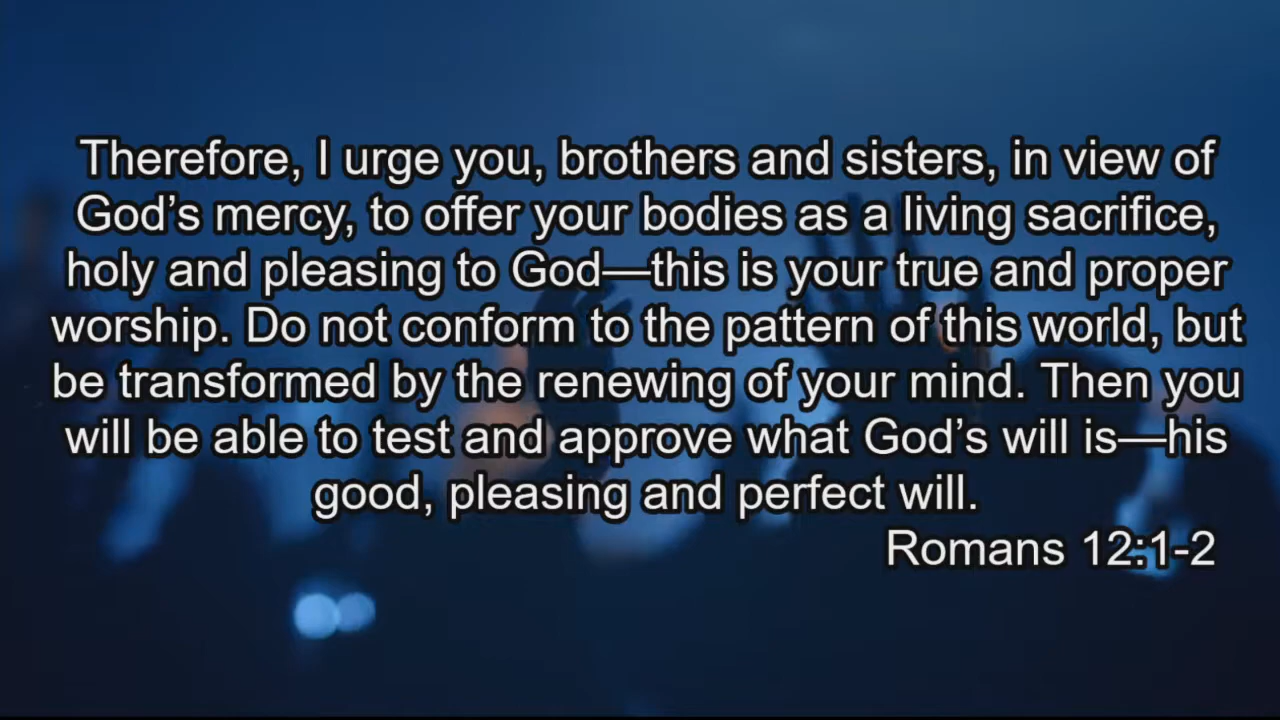 Therefore, I urge you, brothers and sisters, in view of
God’s mercy, to offer your bodies as a living sacrifice,
holy and pleasing to God—this is your true and proper
worship. Do not conform to the pattern of this world, but
be transformed by the renewing of your mind. Then you
will be able to test and approve what God’s will is—his
good, pleasing and perfect will.
Romans 12:1-2